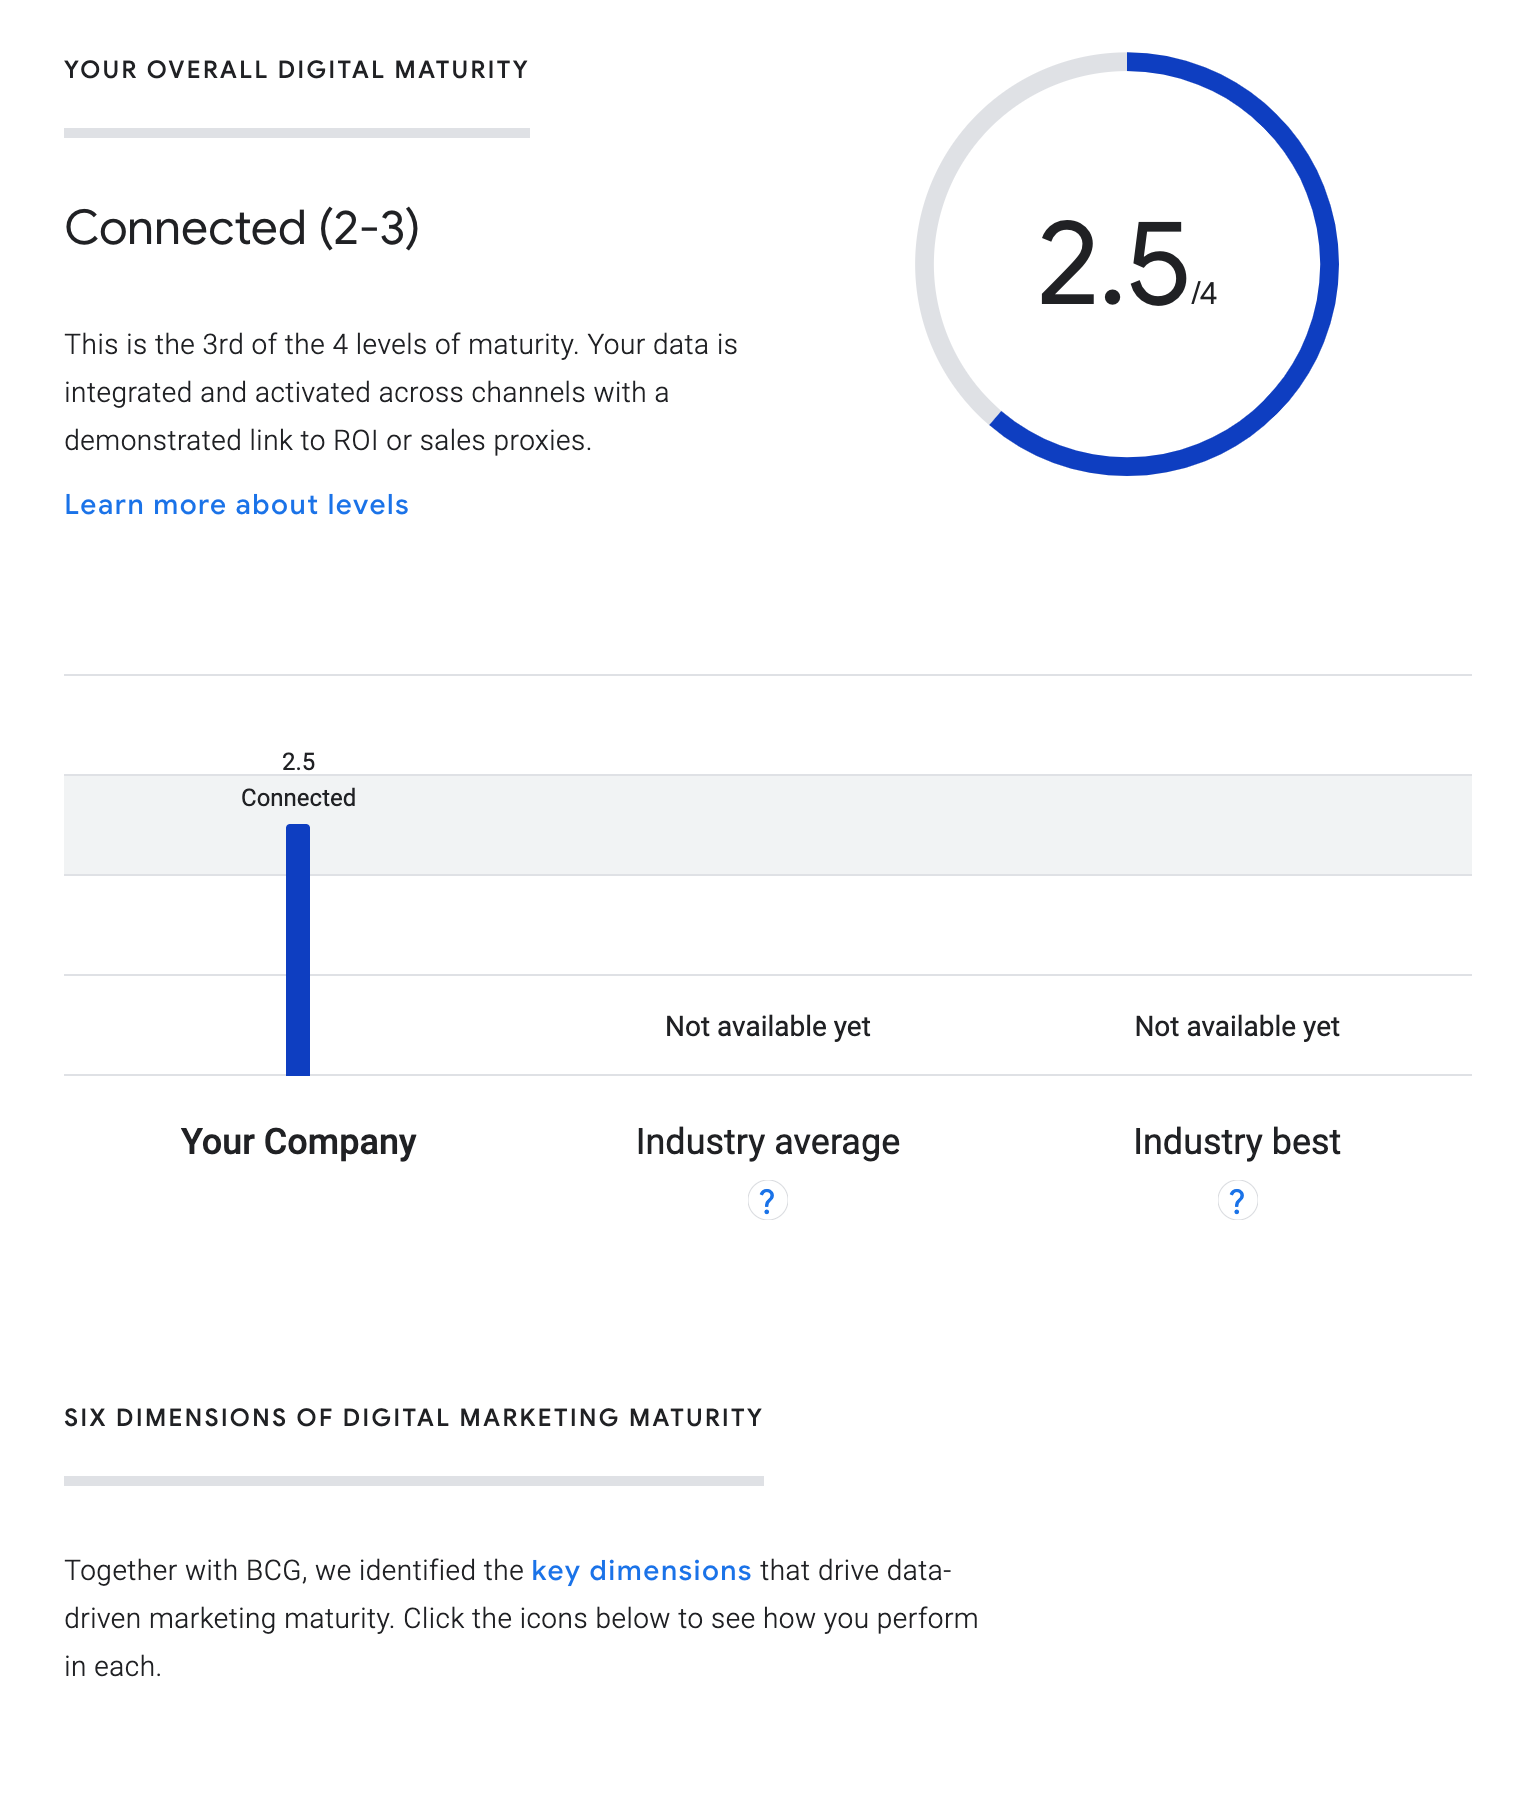 YOUR OVERALL DIGITAL MATURITY
Connected (2-3)
This is the 3rd of the 4 levels of maturity. Your data is
integrated and activated across channels with a
demonstrated link to ROI or sales proxies.
Learn more about levels
2.5/4
2.5
Connected
Not available yet
Not available yet
Your Company
Industry average
?
Industry best
?
SIX DIMENSIONS OF DIGITAL MARKETING MATURITY
Together with BCG, we identified the key dimensions that drive data-
driven marketing maturity. Click the icons below to see how you perform
in each.